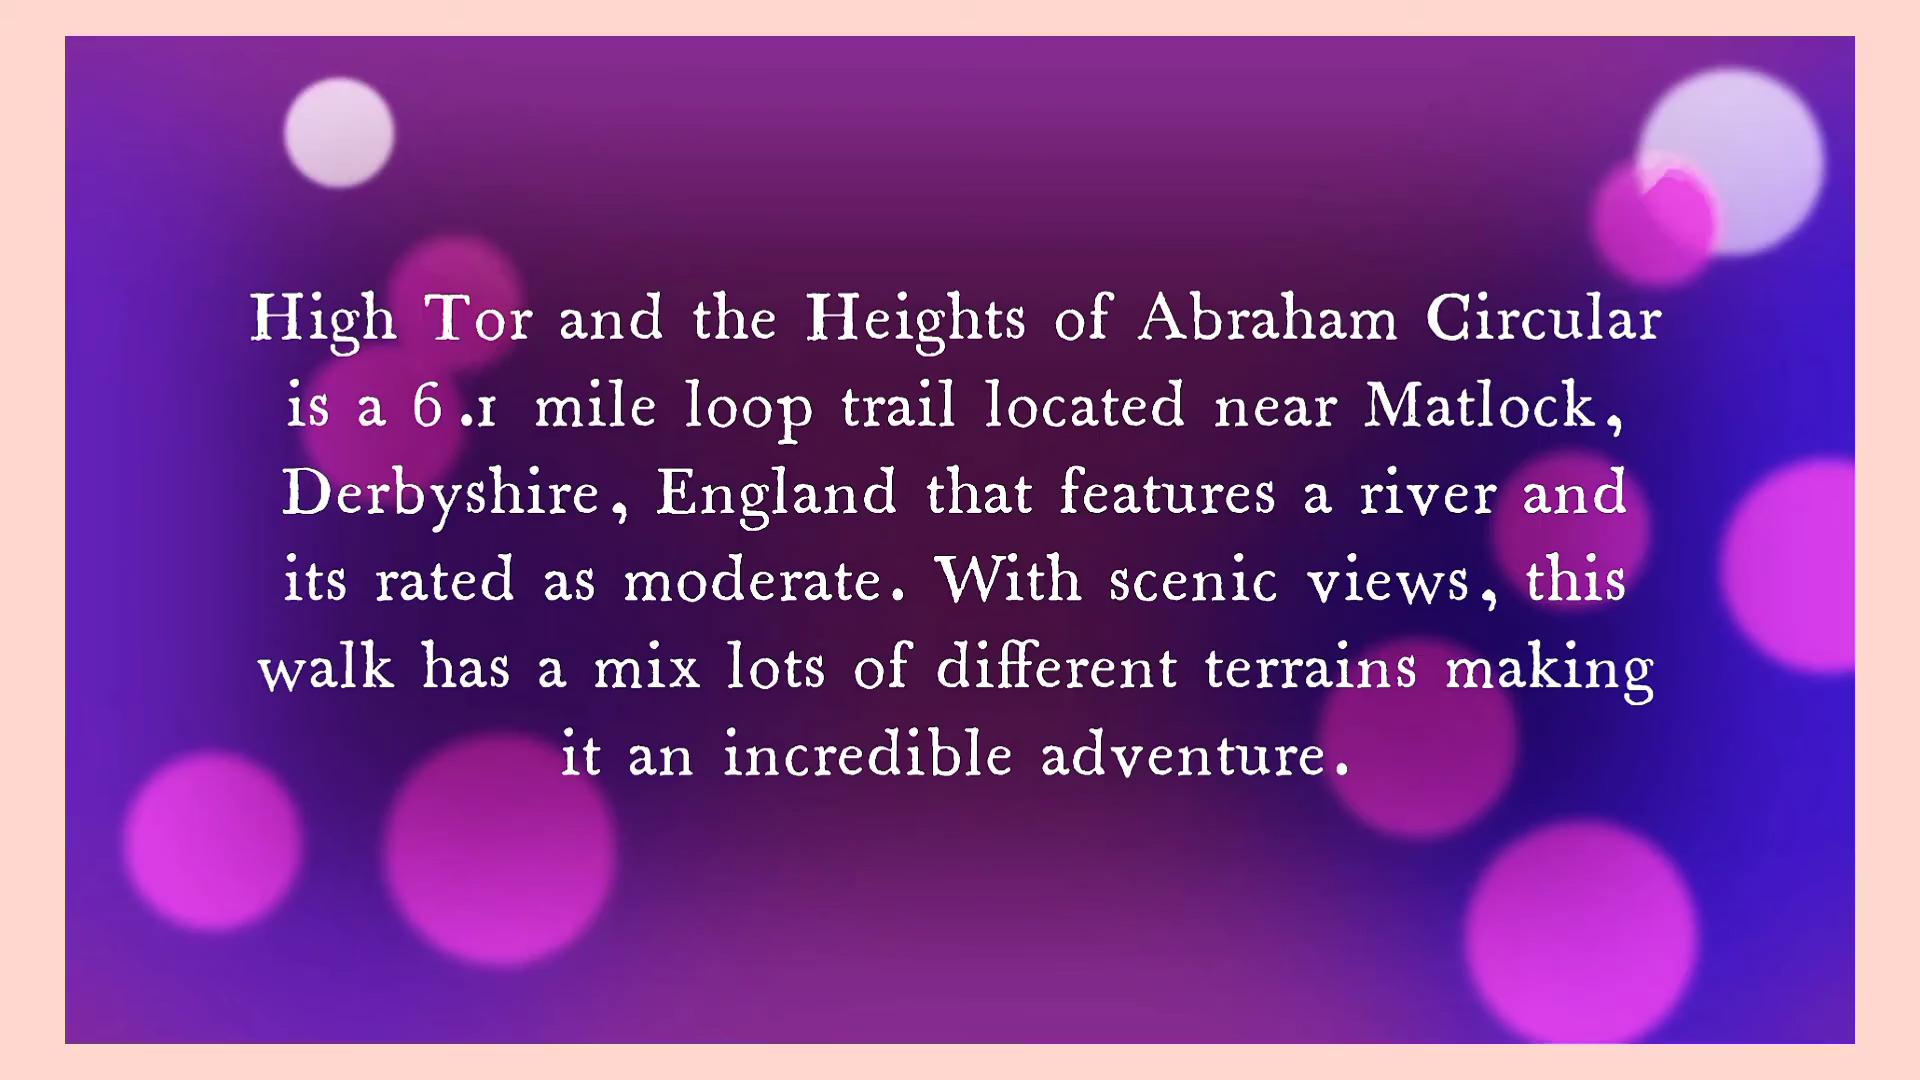 High Tor and the Heights of Abraham Circular
is a 6.1 mile loop trail located near Matlock,
Derbyshire, England that features a river and
its rated as moderate. With scenic views, this
walk has a mix lots of different terrains making
it an incredible adventure.